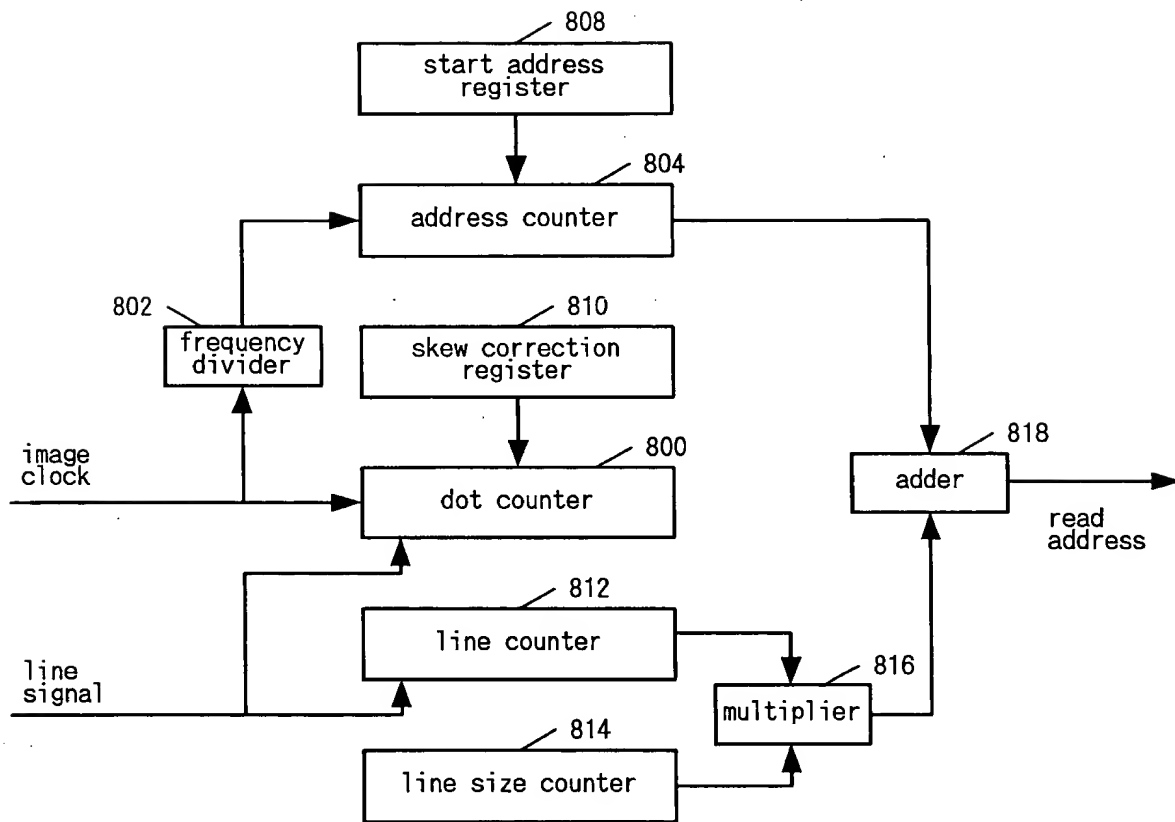 808
start address
register
804
address counter
802
frequency
divider
810
skew correction
register
image
clock
800
dot counter
818
adder
read
address
812
line counter
line
signal
816
multiplier
814
line size counter